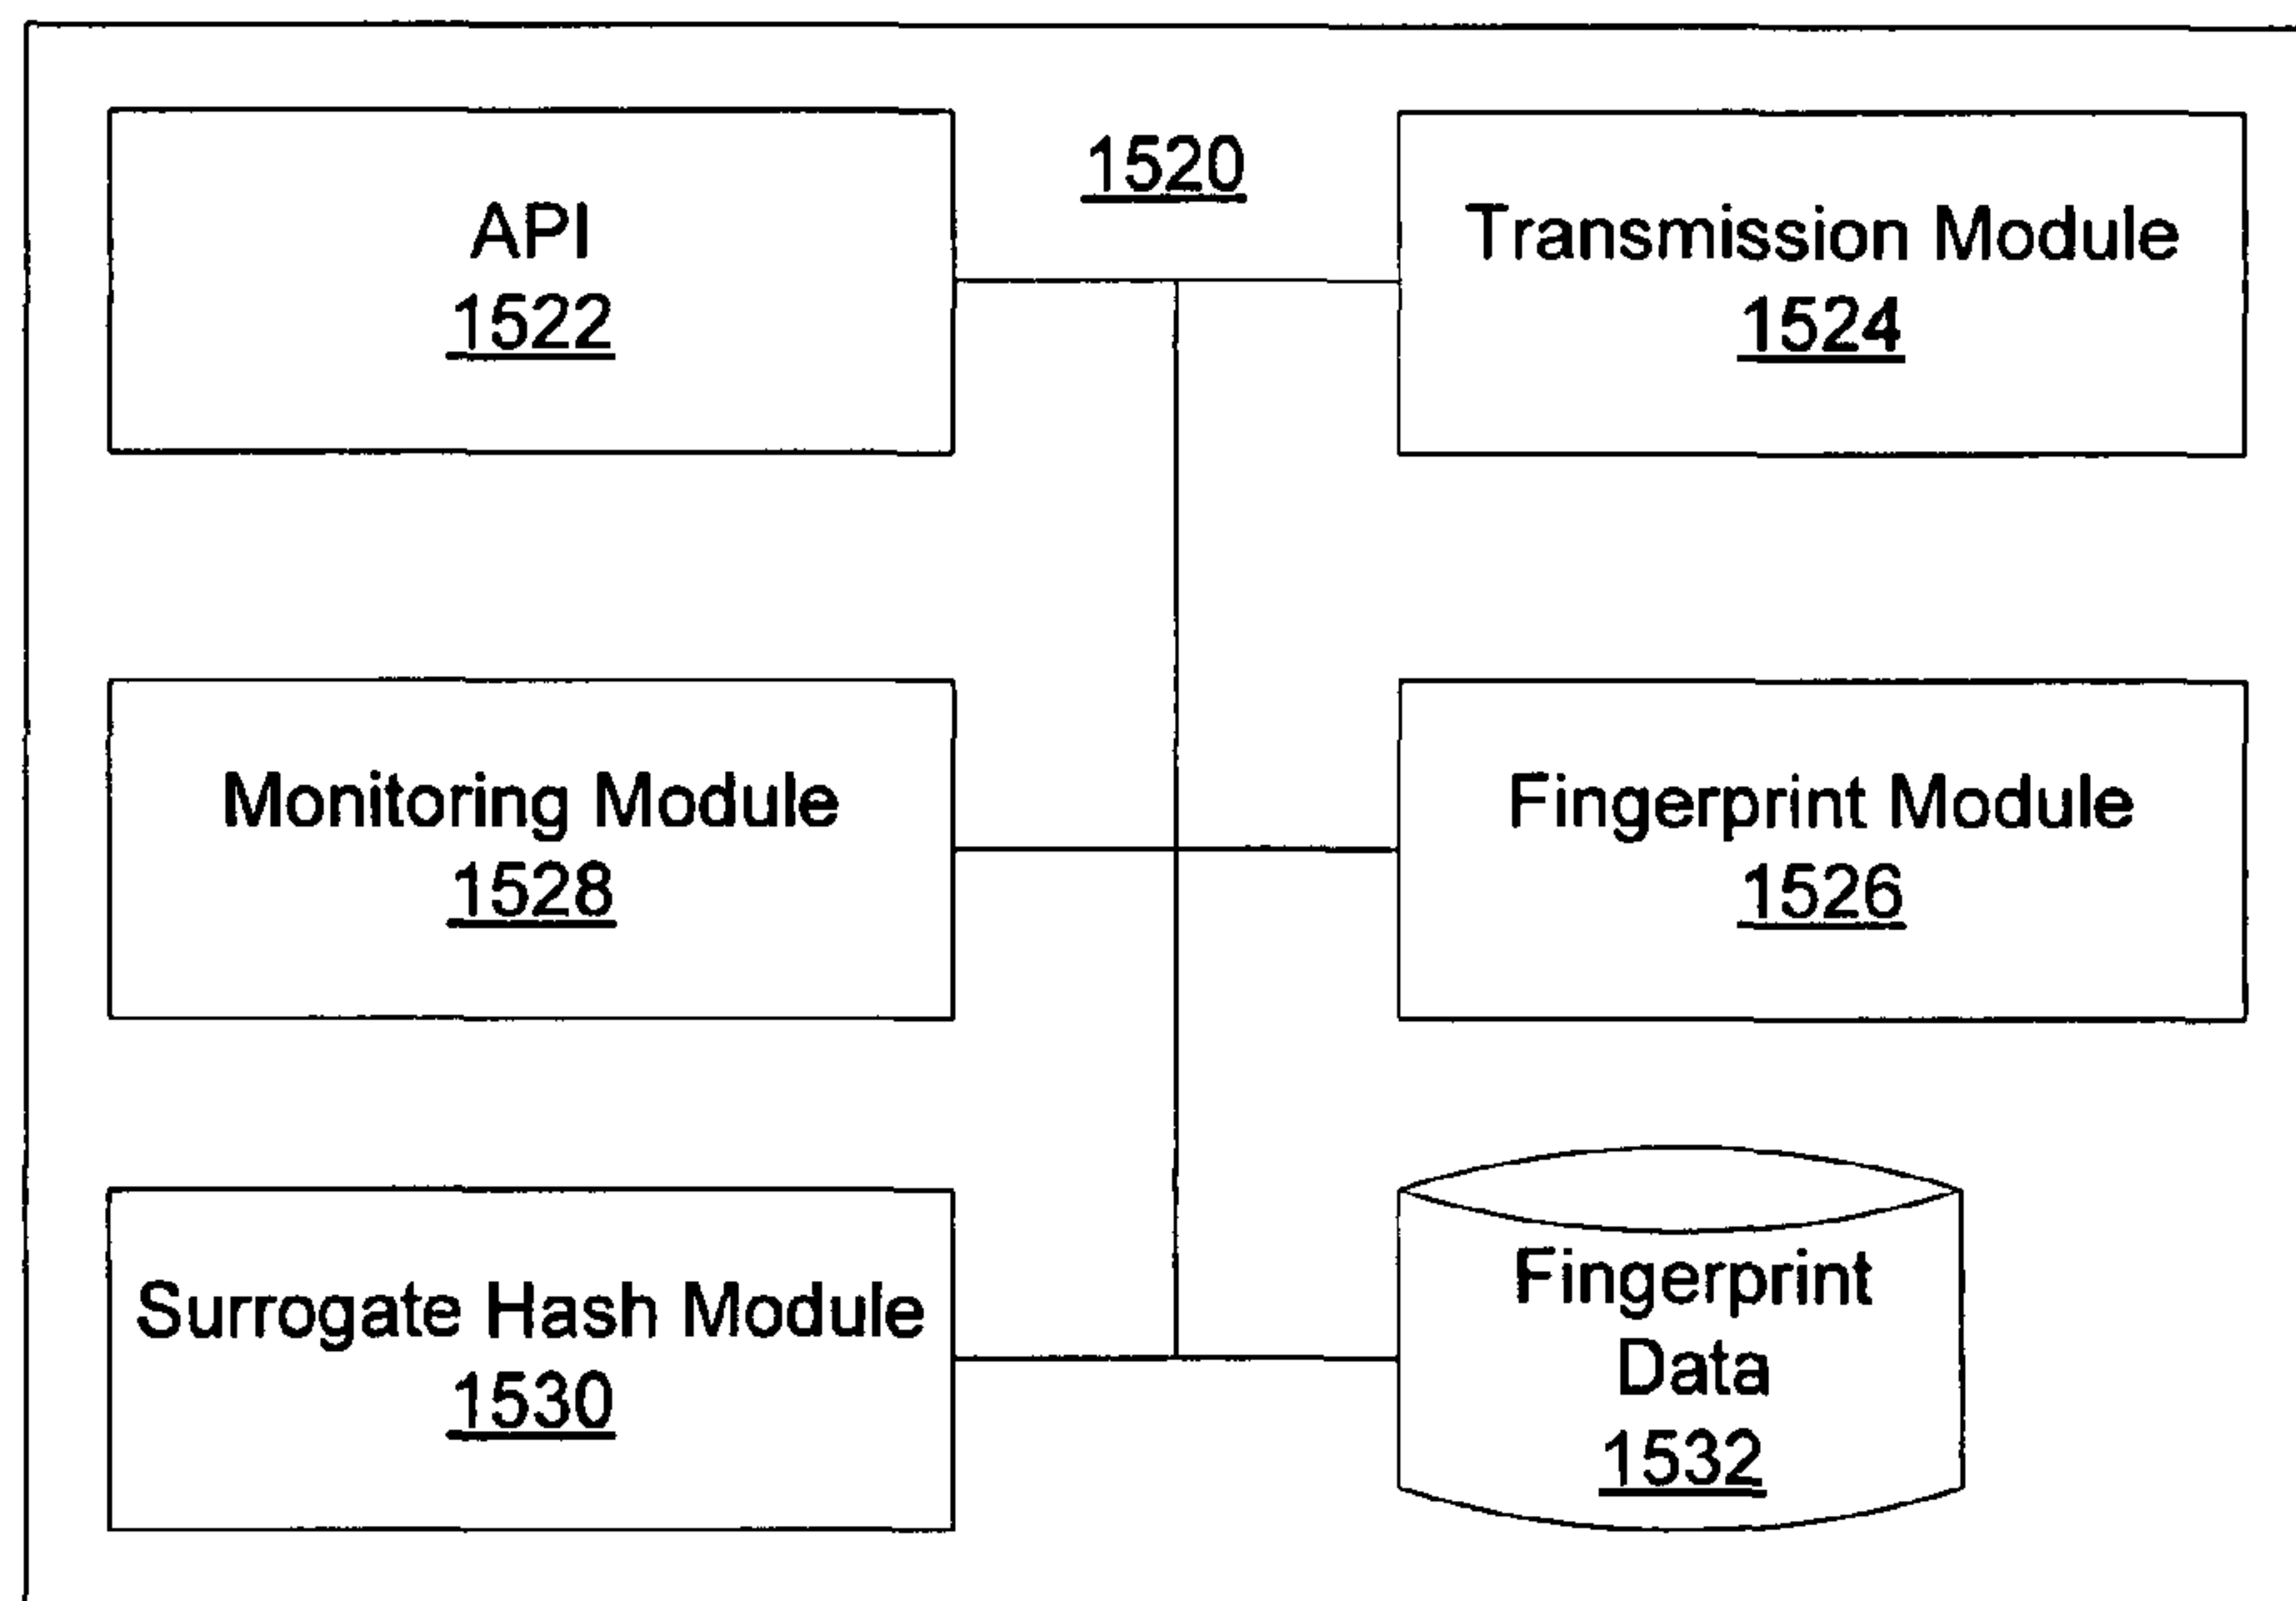 1520
API
1522
Transmission Module
1524
Monitoring Module
1528
Fingerprint Module
1526
Surrogate Hash Module
1530
Fingerprint
Data
1532